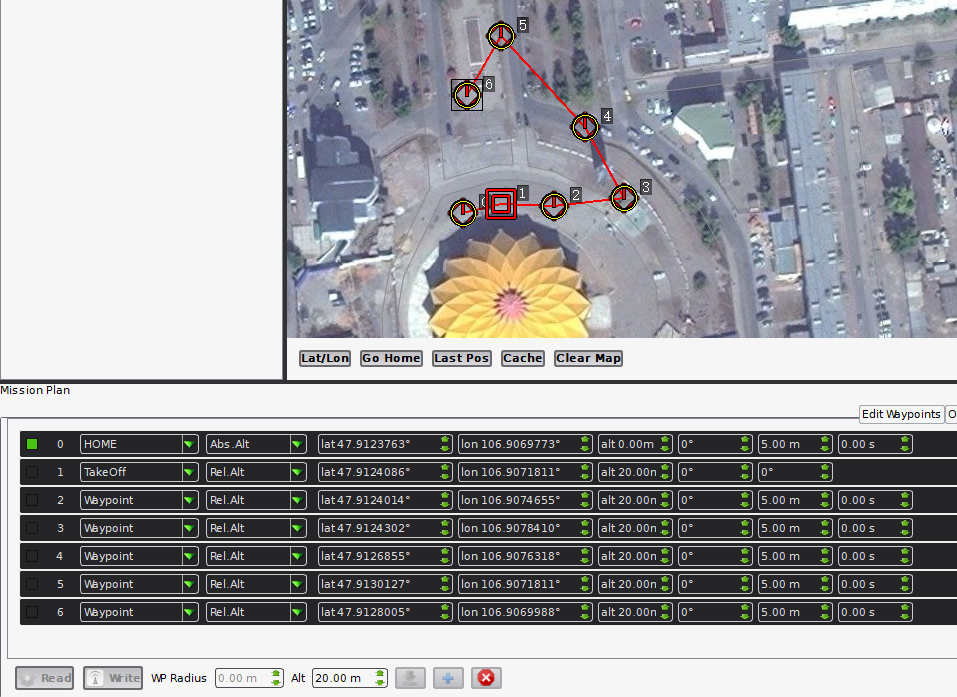 5
6
4
3
1
2
Lat/Lon Go Home Last Pos Cache Clear Map
Mission Plan
Edit Waypoints
0 HOME Abs.Alt lat 47.9123763° lon 106.9069773° alt 0.00m 0° 5.00 m 0.00 s
1 TakeOff Rel.Alt lat 47.9124086° lon 106.9071811° alt 20.00n 0° 0°
2 Waypoint Rel.Alt lat 47.9124014° lon 106.9074655° alt 20.00n 0° 5.00 m 0.00 s
3 Waypoint Rel.Alt lat 47.9124302° lon 106.9078410° alt 20.00n 0° 5.00 m 0.00 s
4 Waypoint Rel.Alt lat 47.9126855° lon 106.9076318° alt 20.00n 0° 5.00 m 0.00 s
5 Waypoint Rel.Alt lat 47.9130127° lon 106.9071811° alt 20.00n 0° 5.00 m 0.00 s
6 Waypoint Rel.Alt lat 47.9128005° lon 106.9069988° alt 20.00n 0° 5.00 m 0.00 s
Read Write WP Radius 0.00 m Alt 20.00 m